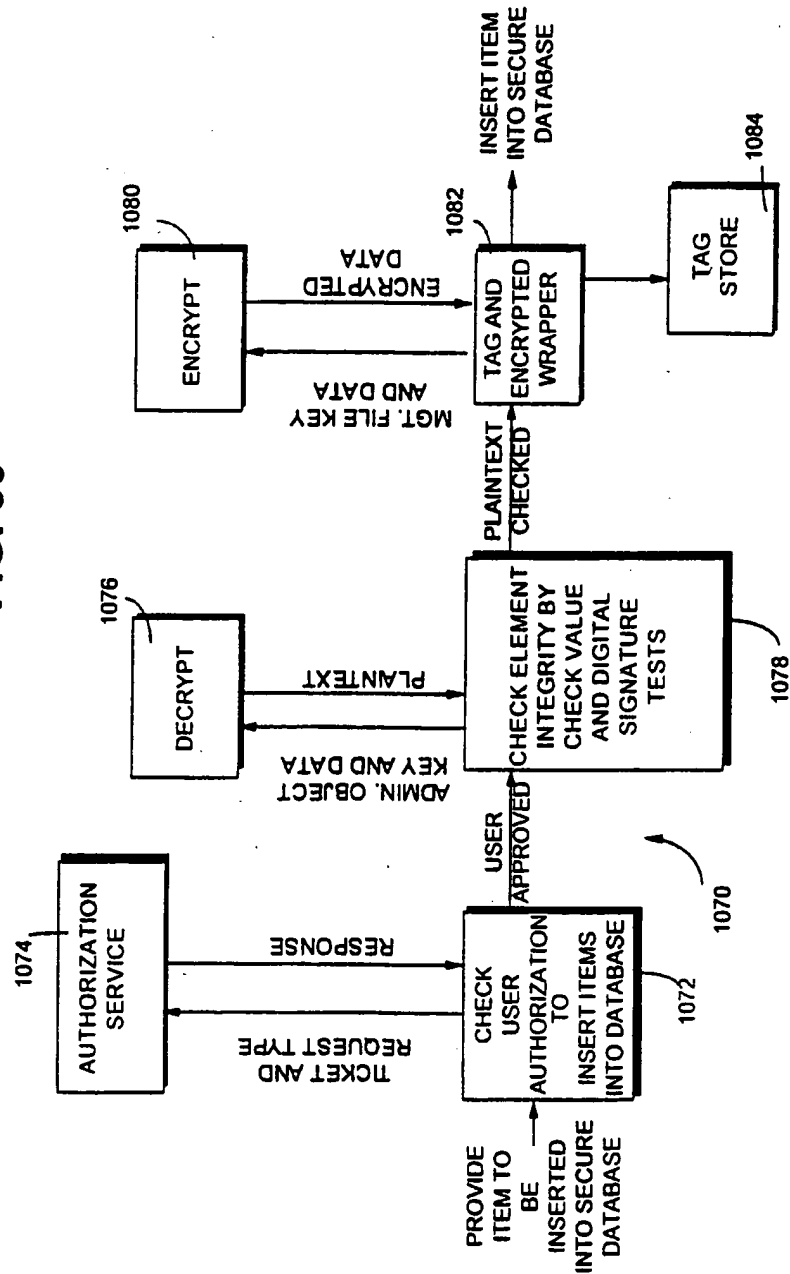 PROVIDE
ITEM TO
BE
INSERTED
INTO SECURE
DATABASE
1074
AUTHORIZATION
SERVICE
TICKET AND
REQUEST TYPE
RESPONSE
CHECK
USER
AUTHORIZATION
TO
INSERT ITEMS
INTO DATABASE
1072
1070
USER
APPROVED
1076
DECRYPT
ADMIN. OBJECT
KEY AND DATA
PLAINTEXT
CHECK ELEMENT
INTEGRITY BY
CHECK VALUE
AND DIGITAL
SIGNATURE
TESTS
1078
PLAINTEXT
CHECKED
1080
ENCRYPT
MGT. FILE KEY
AND DATA
ENCRYPTED
DATA
1082
TAG AND
ENCRYPTED
WRAPPER
INSERT ITEM
INTO SECURE
DATABASE
TAG
STORE
1084